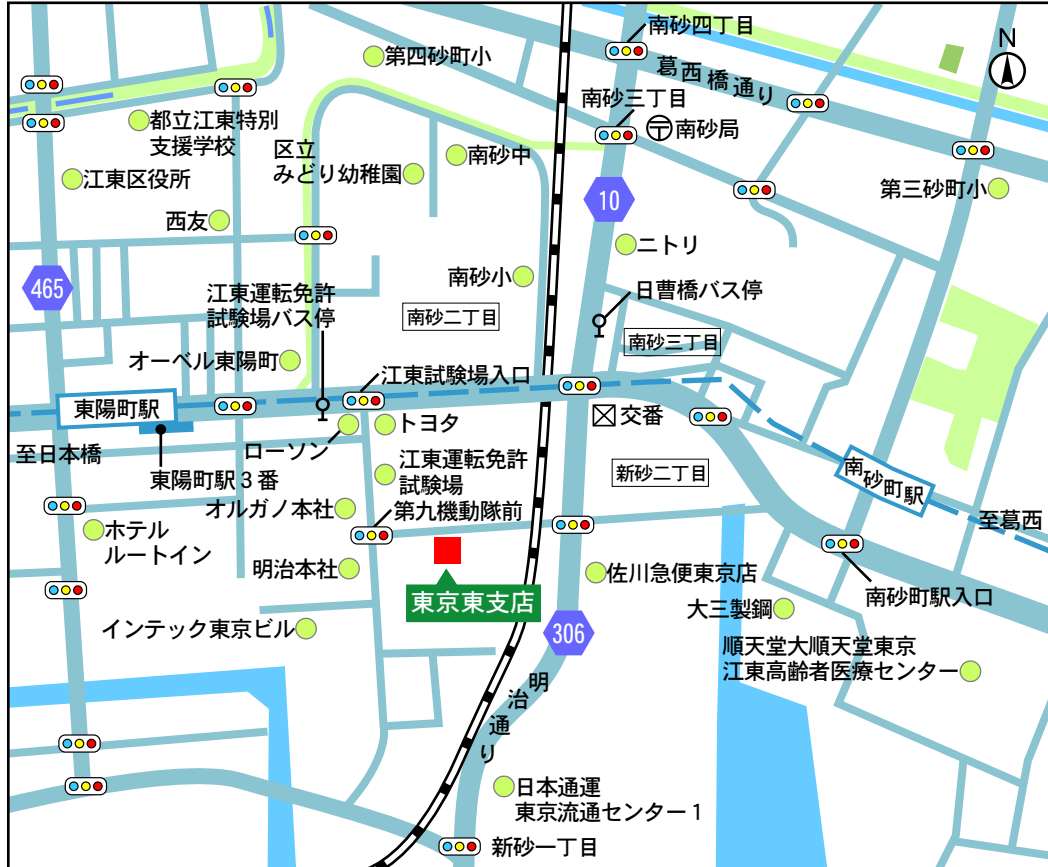 南砂四丁目
N
第四砂町小
葛西橋通り
南砂三丁目
南砂局
都立江東特別
支援学校
区立
みどり幼稚園
南砂中
江東区役所
第三砂町小
10
西友
ニトリ
465
江東運転免許
試験場バス停
南砂小
日曹橋バス停
南砂二丁目
南砂三丁目
オーベル東陽町
江東試験場入口
東陽町駅
交番
トヨタ
ローソン
至日本橋
東陽町駅3番
江東運転免許
試験場
新砂二丁目
南砂町駅
オルガノ本社
第九機動隊前
至葛西
ホテル
ルートイン
明治本社
佐川急便東京店
南砂町駅入口
東京東支店
大三製鋼
インテック東京ビル
306
順天堂大順天堂東京
江東高齢者医療センター
明治通り
日本通運
東京流通センター1
新砂一丁目